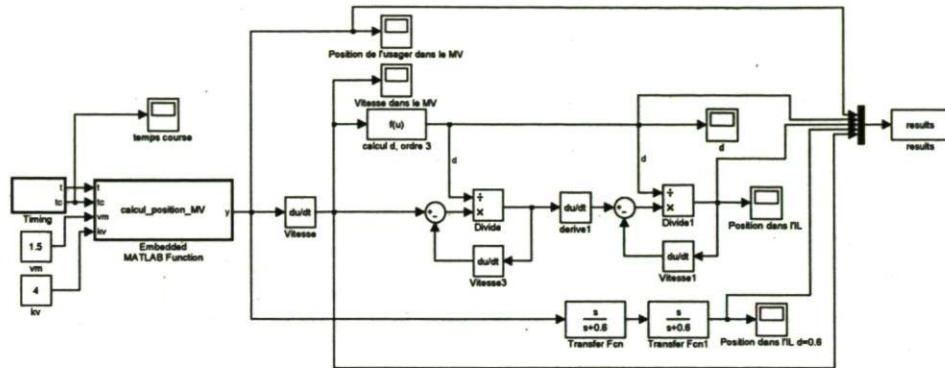 Position de l'usager dans le MV
Vitesse dans le MV
temps course
f(u)
calcul d, ordre 3
d
results
results
d
d
t
tc
Timing
t
tc
vm
kv
calcul_position_MV
y
Embedded
MATLAB Function
1.5
vm
4
kv
du/dt
Vitesse
+
-
÷
×
Divide
du/dt
derive1
+
-
÷
×
Divide1
Position dans l'IL
du/dt
Vitesse3
du/dt
Vitesse1
s
s+0.6
Transfer Fcn
s
s+0.6
Transfer Fcn1
Position dans l'IL d=0.6